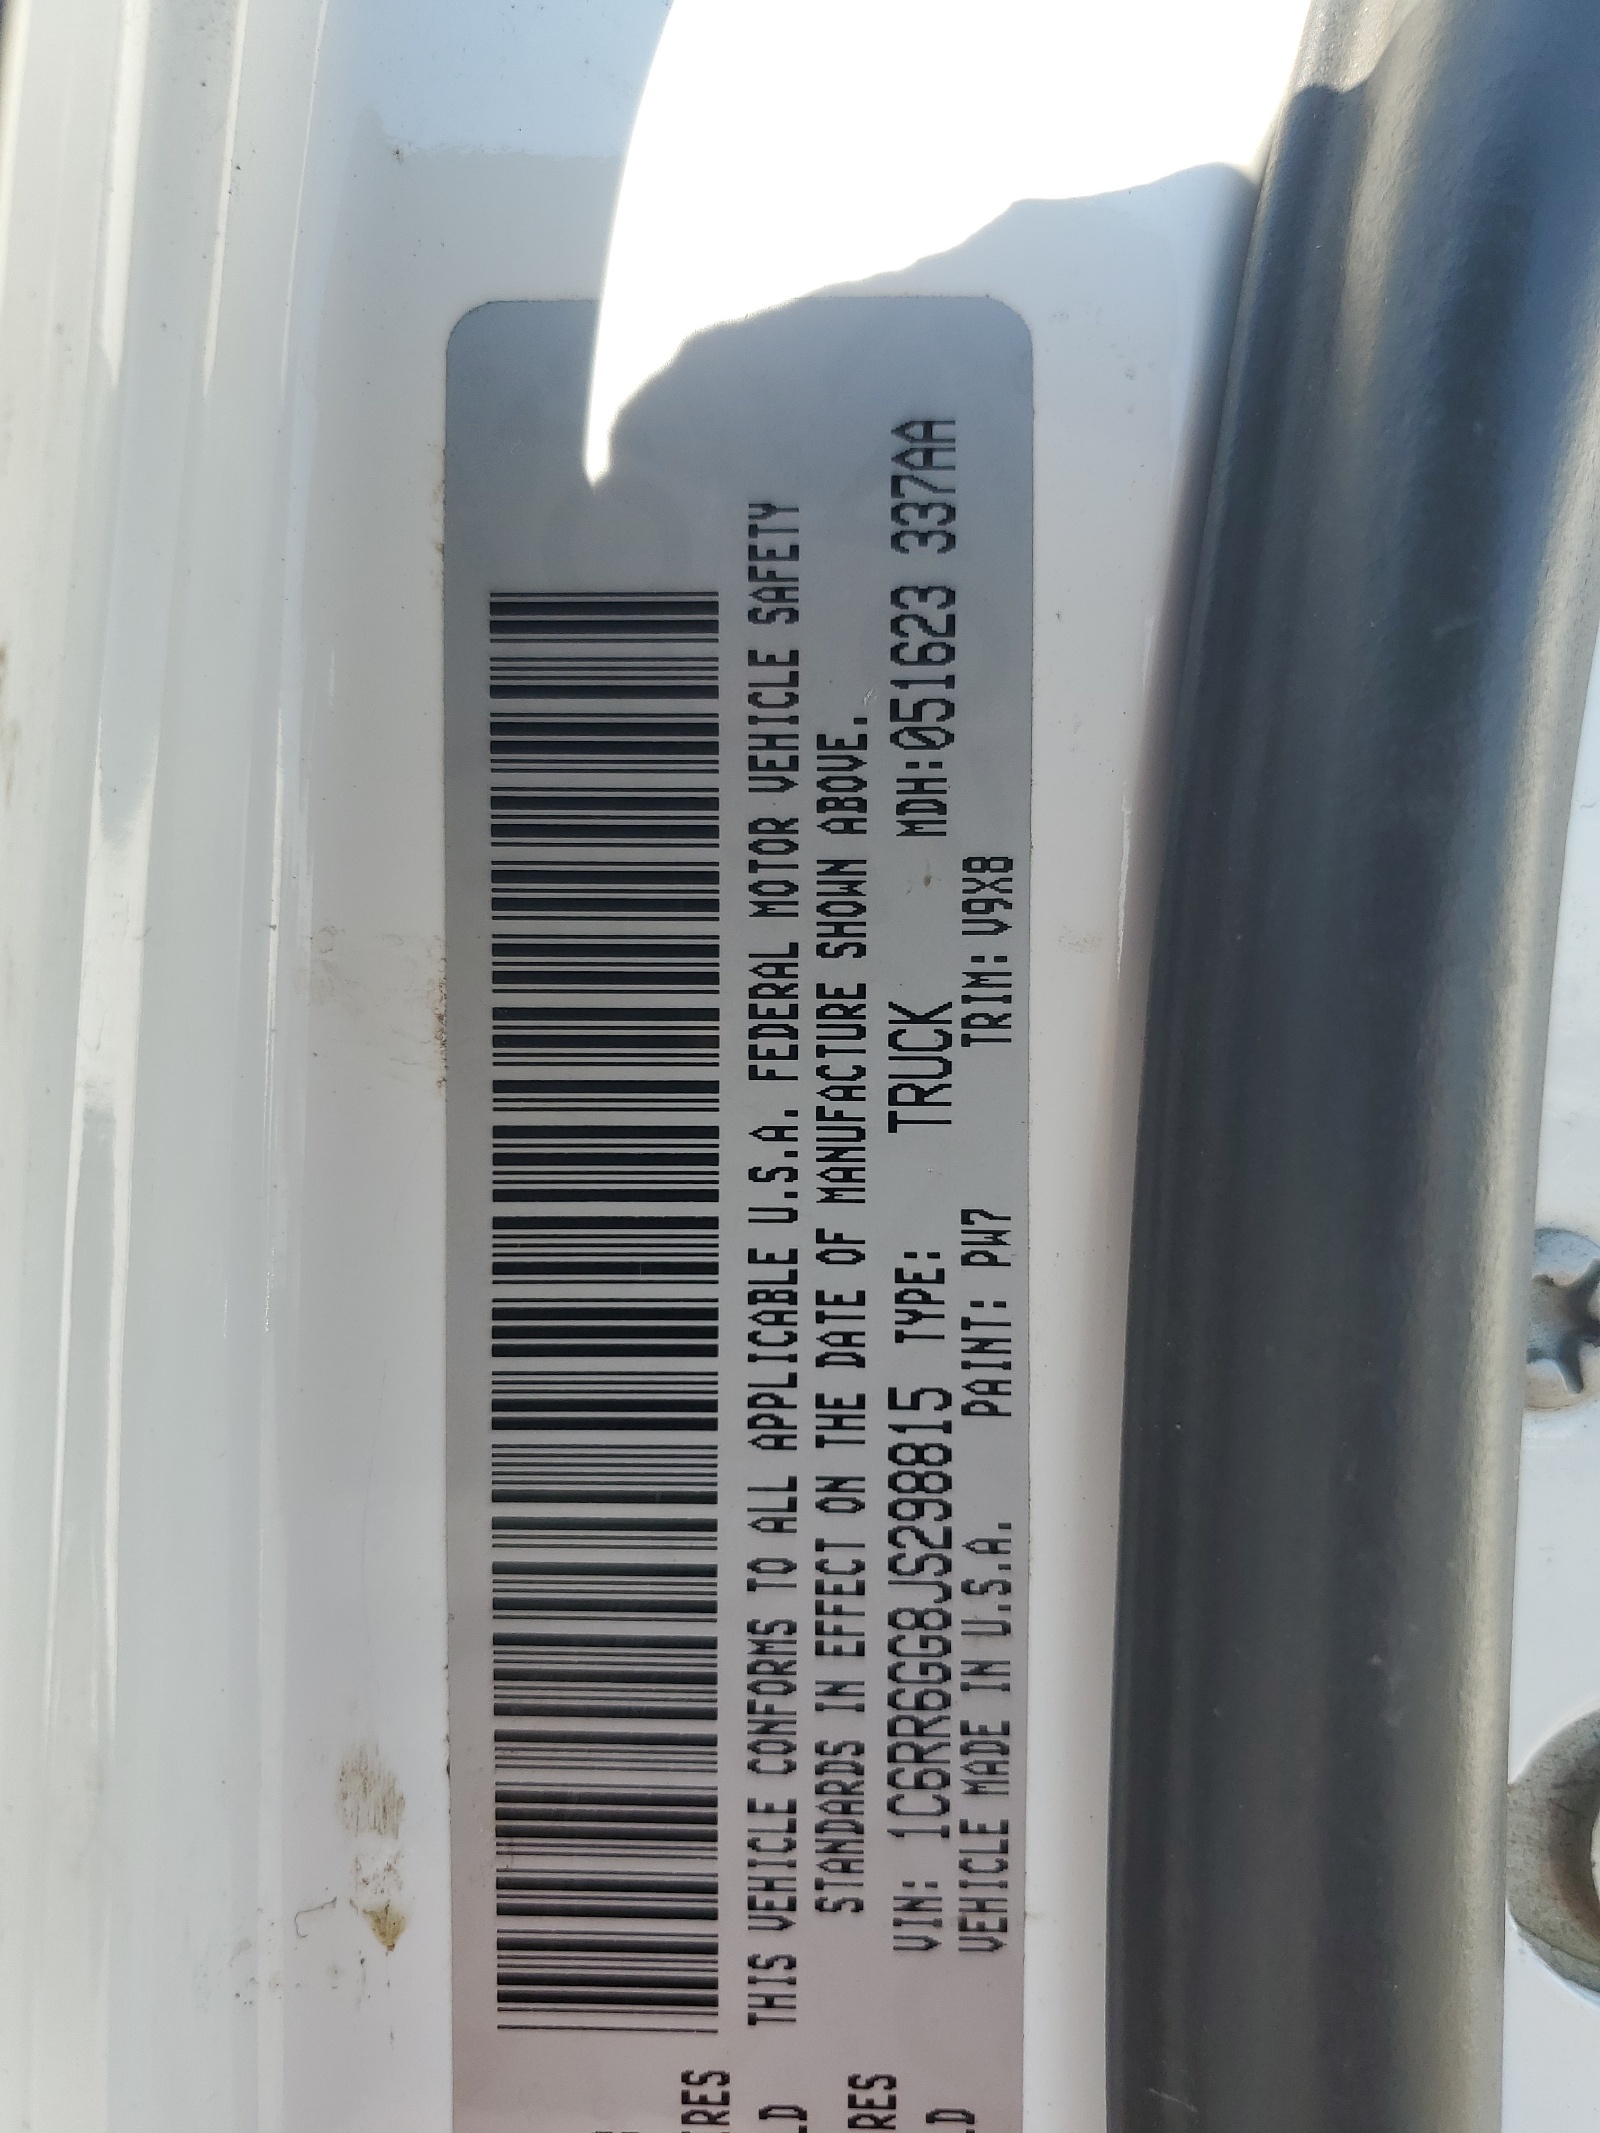 THIS VEHICLE CONFORMS TO ALL APPLICABLE U.S.A. FEDERAL MOTOR VEHICLE SAFETY
STANDARDS IN EFFECT ON THE DATE OF MANUFACTURE SHOWN ABOVE.
VIN: 1C6RR6GG8JS298815 TYPE: TRUCK MDH:051623 337AA
VEHICLE MADE IN U.S.A. PAINT: PW7 TRIM: V9X8